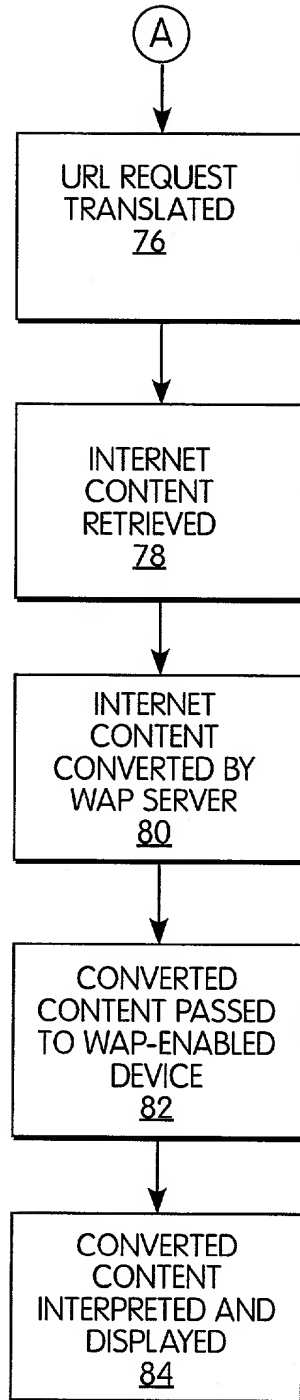 A
URL REQUEST
TRANSLATED
76
INTERNET
CONTENT
RETRIEVED
78
INTERNET
CONTENT
CONVERTED BY
WAP SERVER
80
CONVERTED
CONTENT PASSED
TO WAP-ENABLED
DEVICE
82
CONVERTED
CONTENT
INTERPRETED AND
DISPLAYED
84